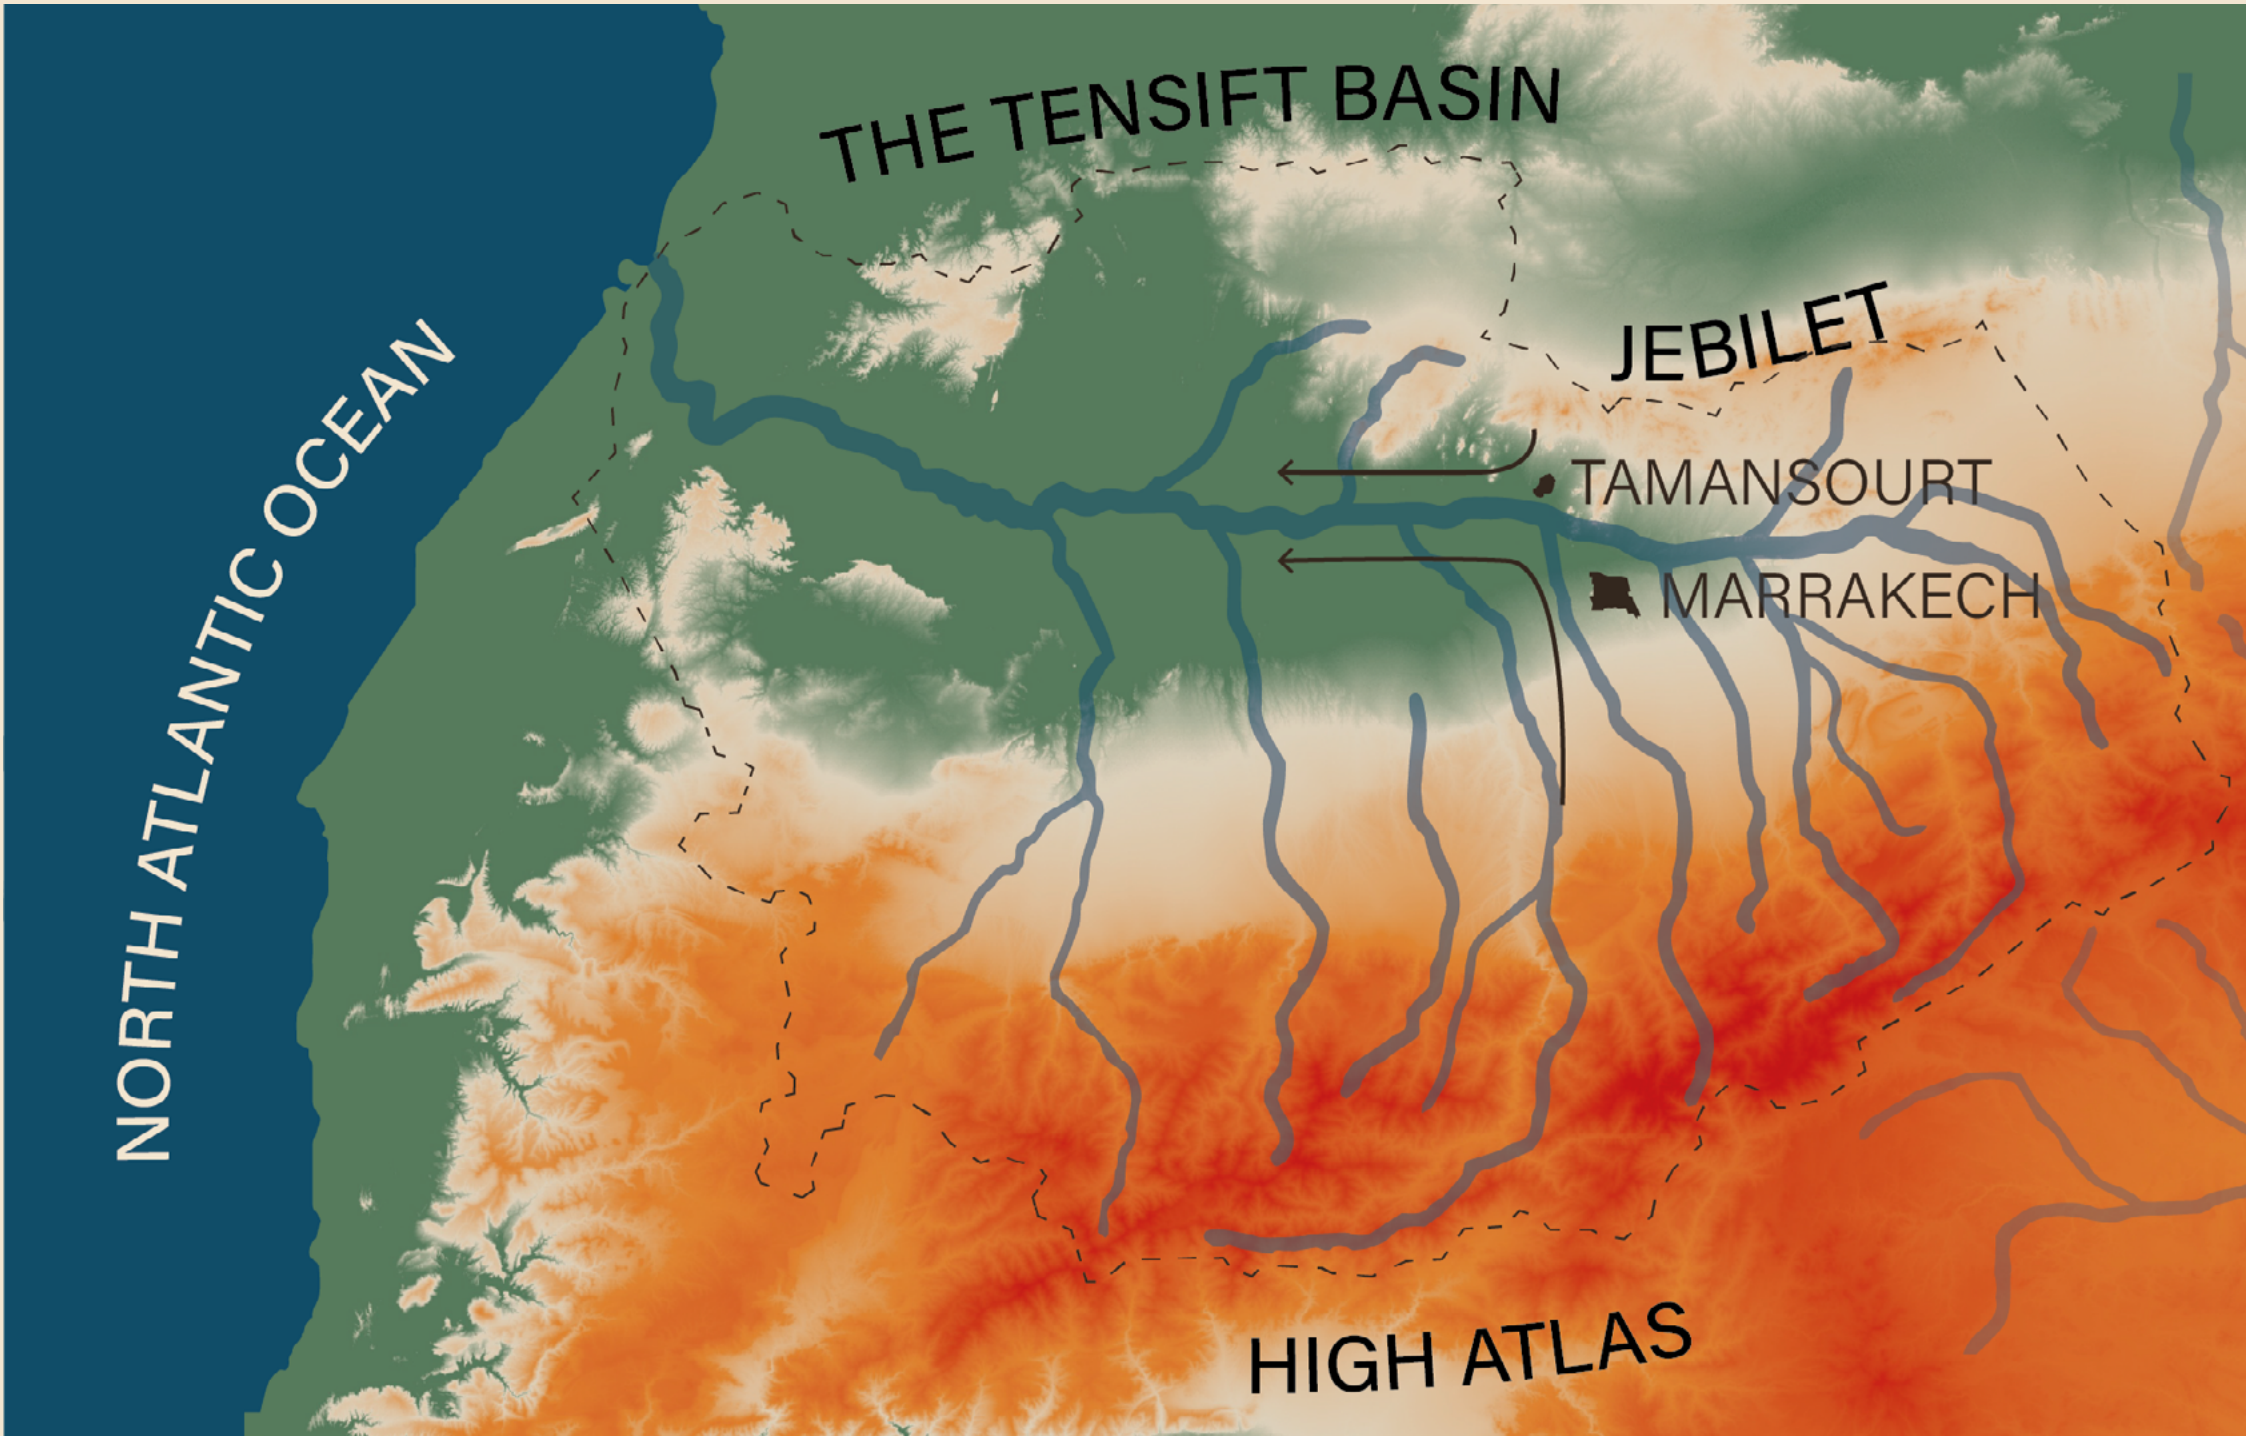 THE TENSIFT BASIN
JEBILET
NORTH ATLANTIC OCEAN
TAMANSOURT
MARRAKECH
HIGH ATLAS